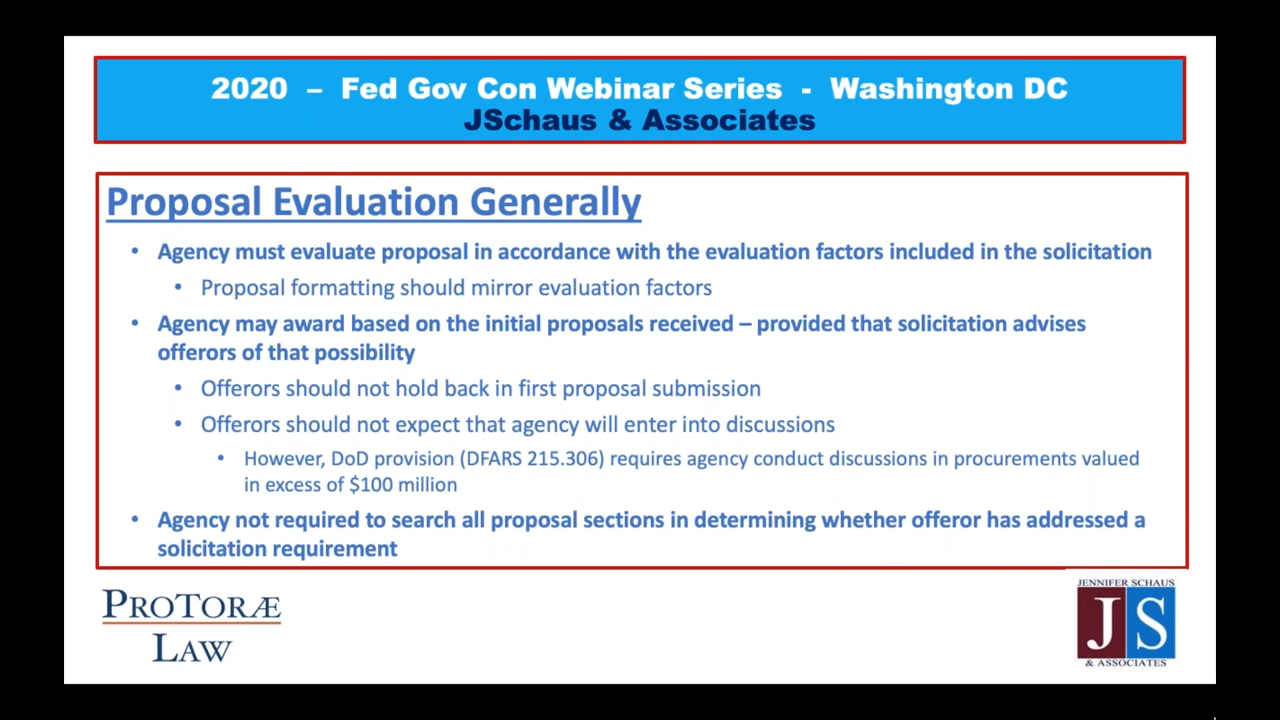 2020 – Fed Gov Con Webinar Series - Washington DC
JSchaus & Associates
Proposal Evaluation Generally
• Agency must evaluate proposal in accordance with the evaluation factors included in the solicitation
• Proposal formatting should mirror evaluation factors
• Agency may award based on the initial proposals received – provided that solicitation advises
offerors of that possibility
• Offerors should not hold back in first proposal submission
• Offerors should not expect that agency will enter into discussions
• However, DoD provision (DFARS 215.306) requires agency conduct discussions in procurements valued
in excess of $100 million
• Agency not required to search all proposal sections in determining whether offeror has addressed a
solicitation requirement
PROTORÆ
LAW
JENNIFER SCHAUS
JS
& ASSOCIATES